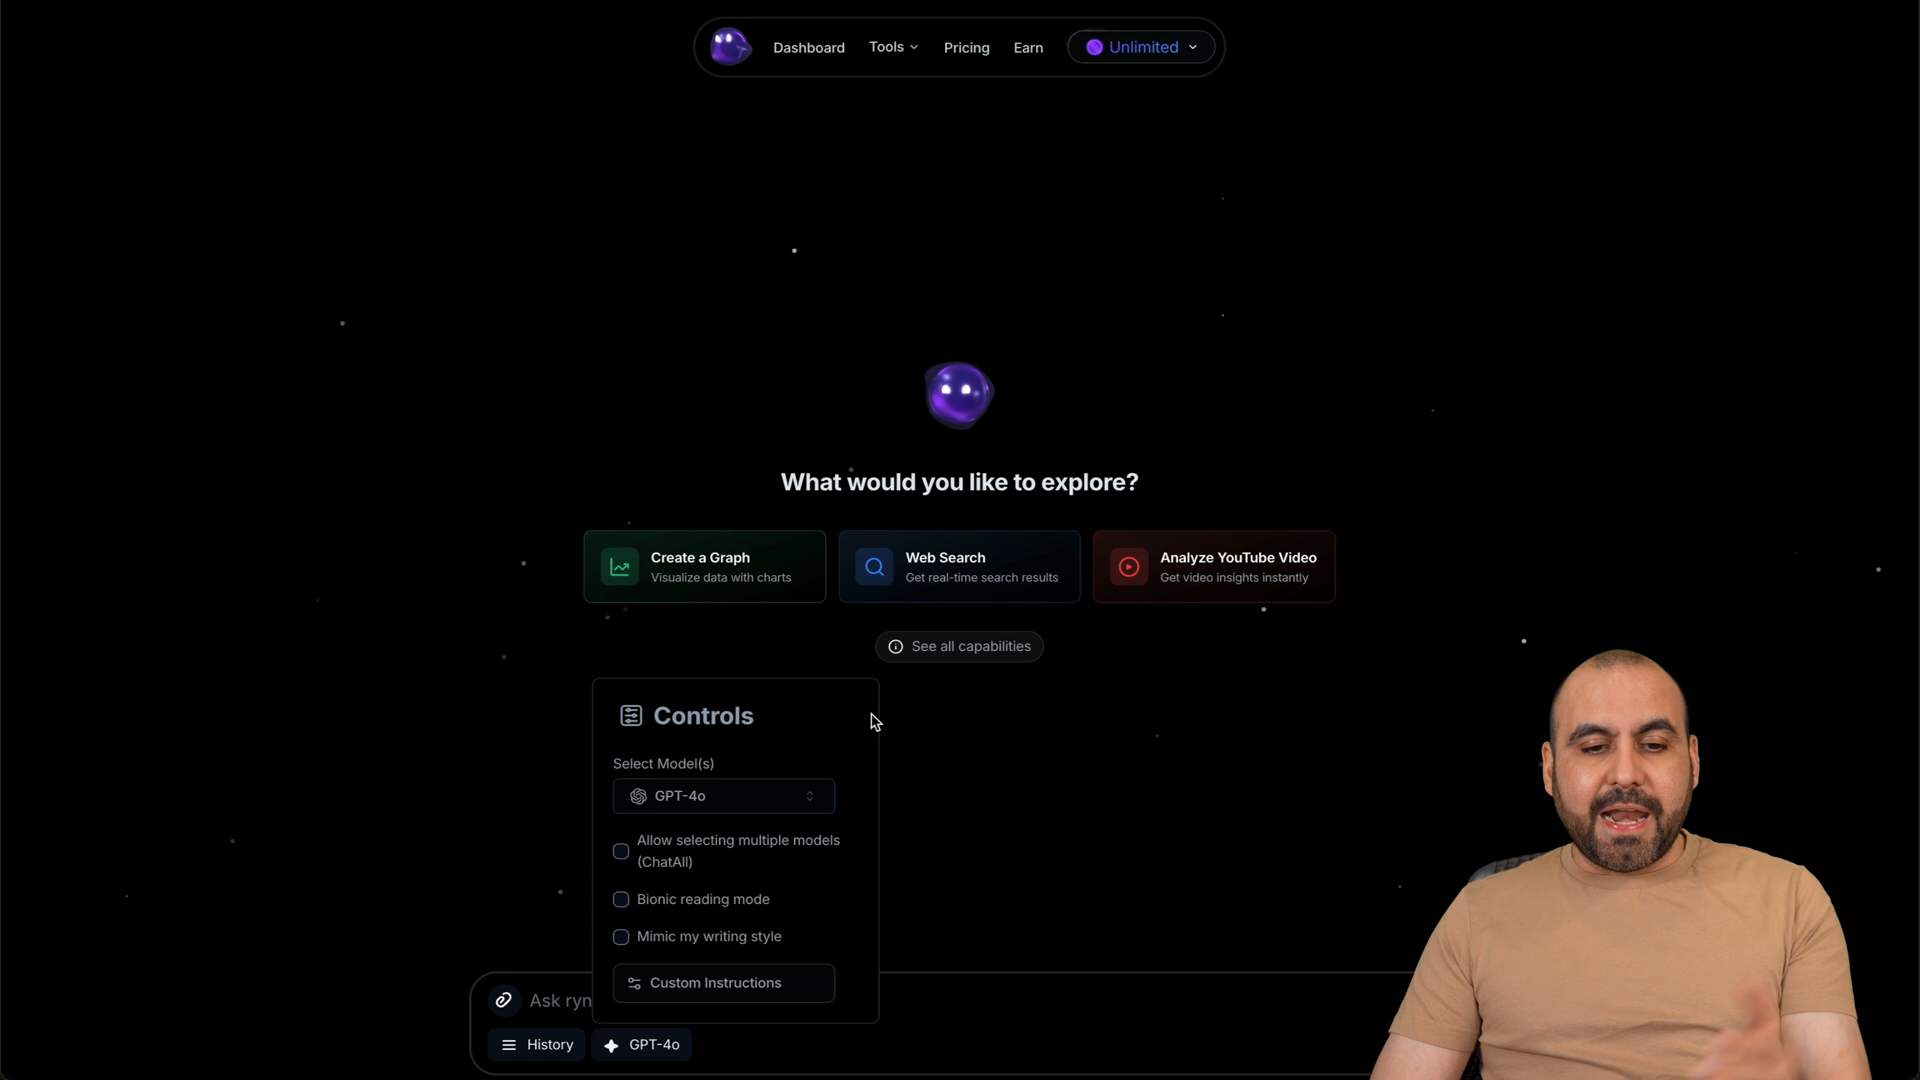 Dashboard Tools Pricing Earn Unlimited
What would you like to explore?
Create a Graph
Visualize data with charts
Web Search
Get real-time search results
Analyze YouTube Video
Get video insights instantly
See all capabilities
Controls
Select Model(s)
GPT-4o
Allow selecting multiple models
(ChatAll)
Bionic reading mode
Mimic my writing style
Custom Instructions
Ask ryn
History GPT-4o